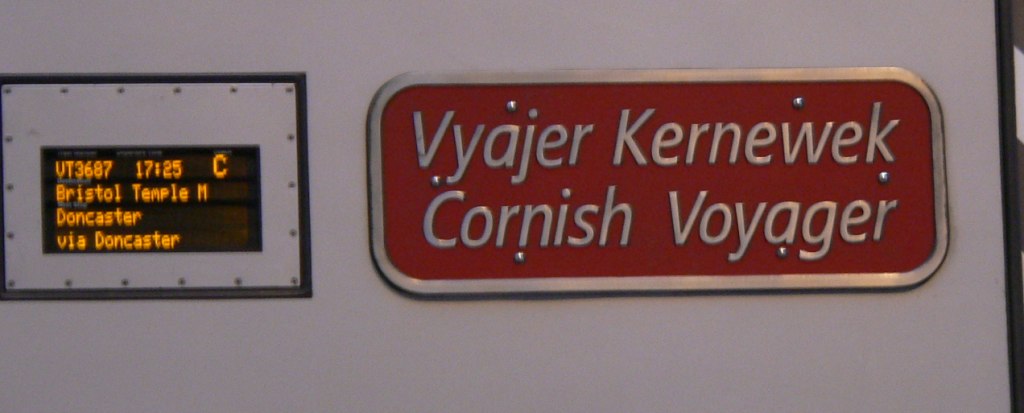 VT3687 17:25 C
Bristol Temple M
Doncaster
via Doncaster
Vyajer Kernewek
Cornish Voyager